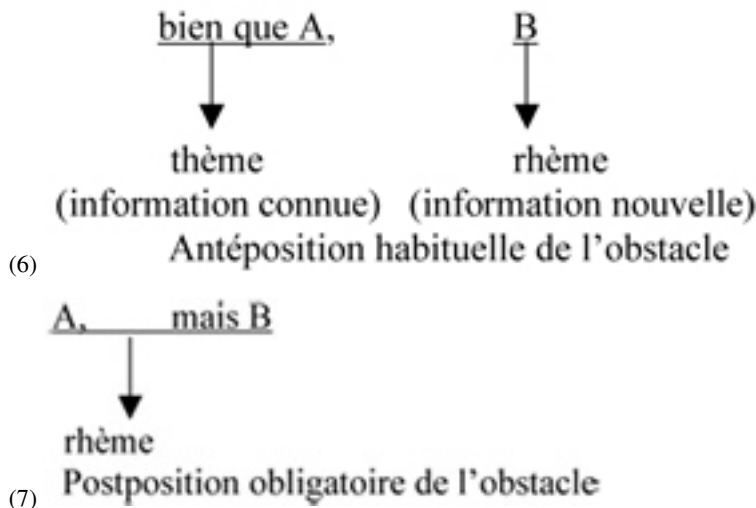 bien que A, B
thème rhème
(information connue) (information nouvelle)
(6) Antéposition habituelle de l’obstacle
A, mais B
rhème
(7) Postposition obligatoire de l’obstacle